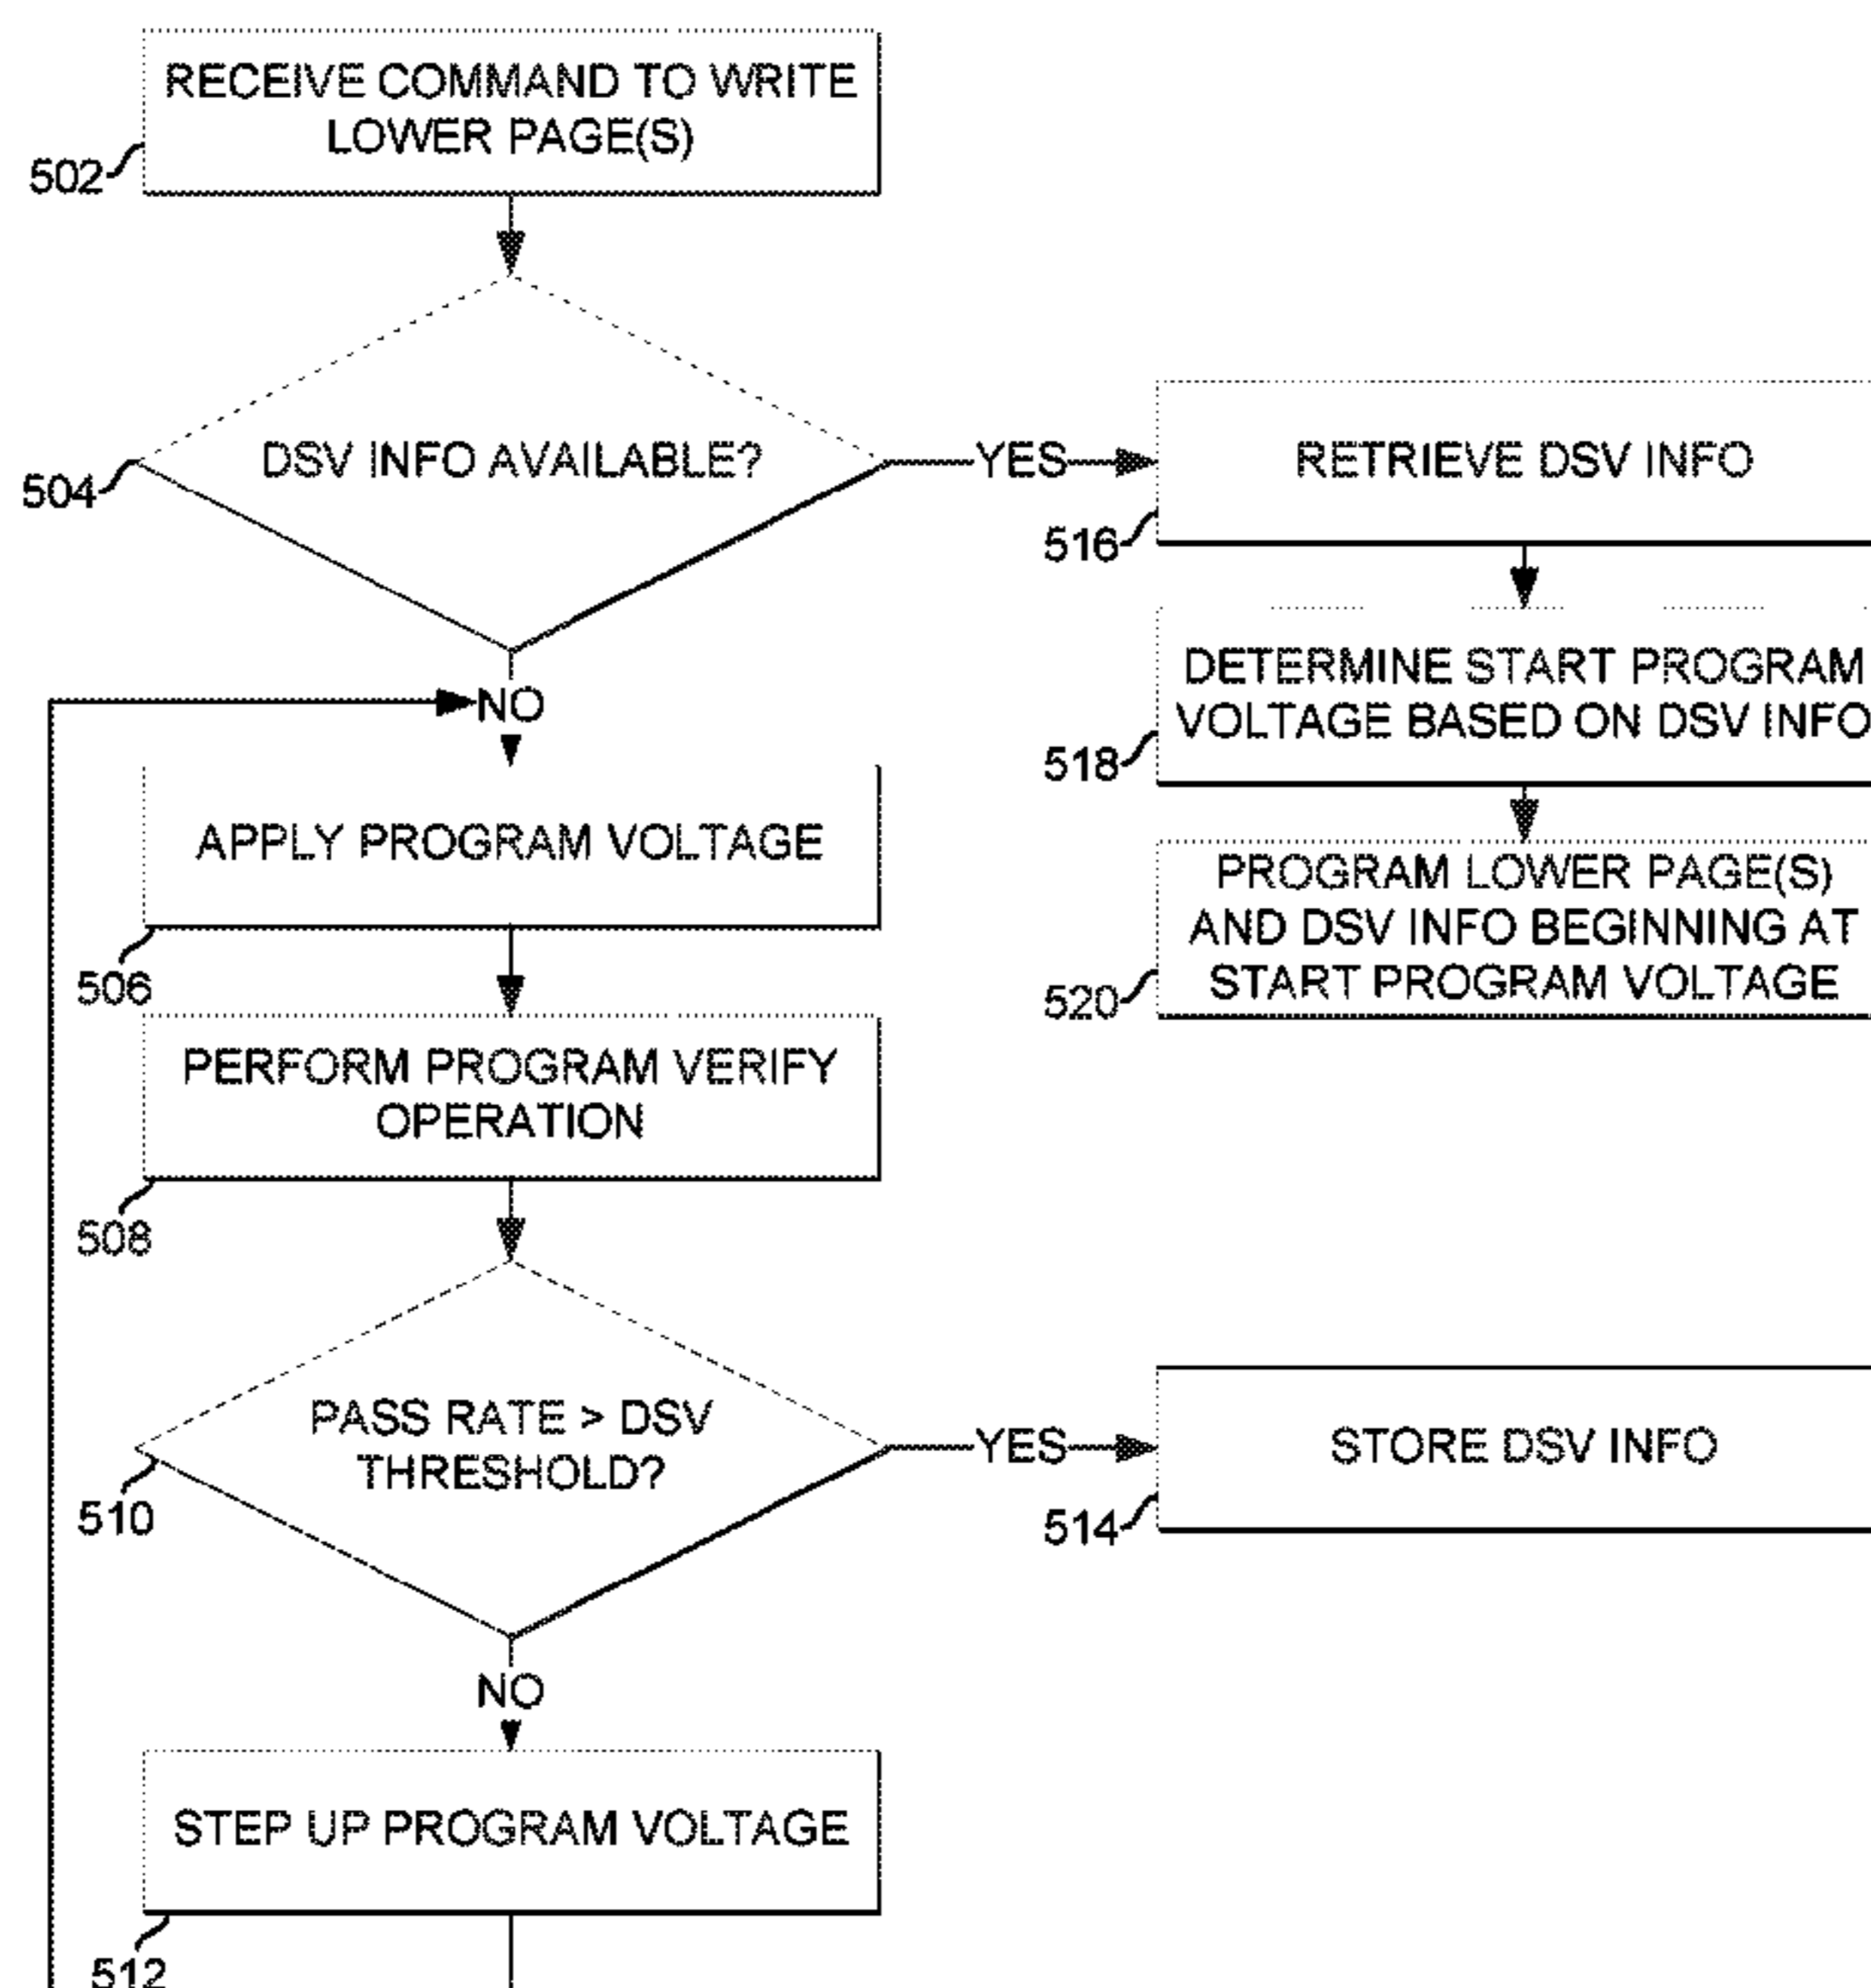 RECEIVE COMMAND TO WRITE
LOWER PAGE(S)
502
DSV INFO AVAILABLE?
504
YES
RETRIEVE DSV INFO
516
NO
DETERMINE START PROGRAM
VOLTAGE BASED ON DSV INFO
518
APPLY PROGRAM VOLTAGE
506
PROGRAM LOWER PAGE(S)
AND DSV INFO BEGINNING AT
START PROGRAM VOLTAGE
520
PERFORM PROGRAM VERIFY
OPERATION
508
PASS RATE > DSV
THRESHOLD?
510
YES
STORE DSV INFO
514
NO
STEP UP PROGRAM VOLTAGE
512